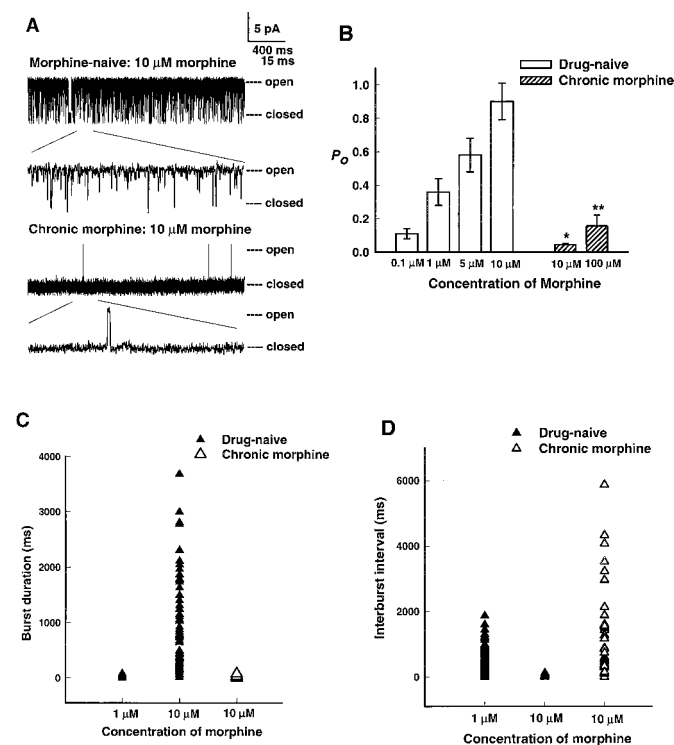 A
5 pA
400 ms
15 ms
Morphine-naive: 10 µM morphine
open
closed
open
closed
Chronic morphine: 10 µM morphine
open
closed
open
closed
B
Drug-naive
Chronic morphine
1.0
0.8
0.6
0.4
0.2
0.0
Po
* **
0.1 µM 1 µM 5 µM 10 µM 10 µM 100 µM
Concentration of Morphine
C
Drug-naive
Chronic morphine
4000
3000
2000
1000
0
Burst duration (ms)
1 µM 10 µM 10 µM
Concentration of morphine
D
Drug-naive
Chronic morphine
6000
4000
2000
0
Interburst interval (ms)
1 µM 10 µM 10 µM
Concentration of morphine